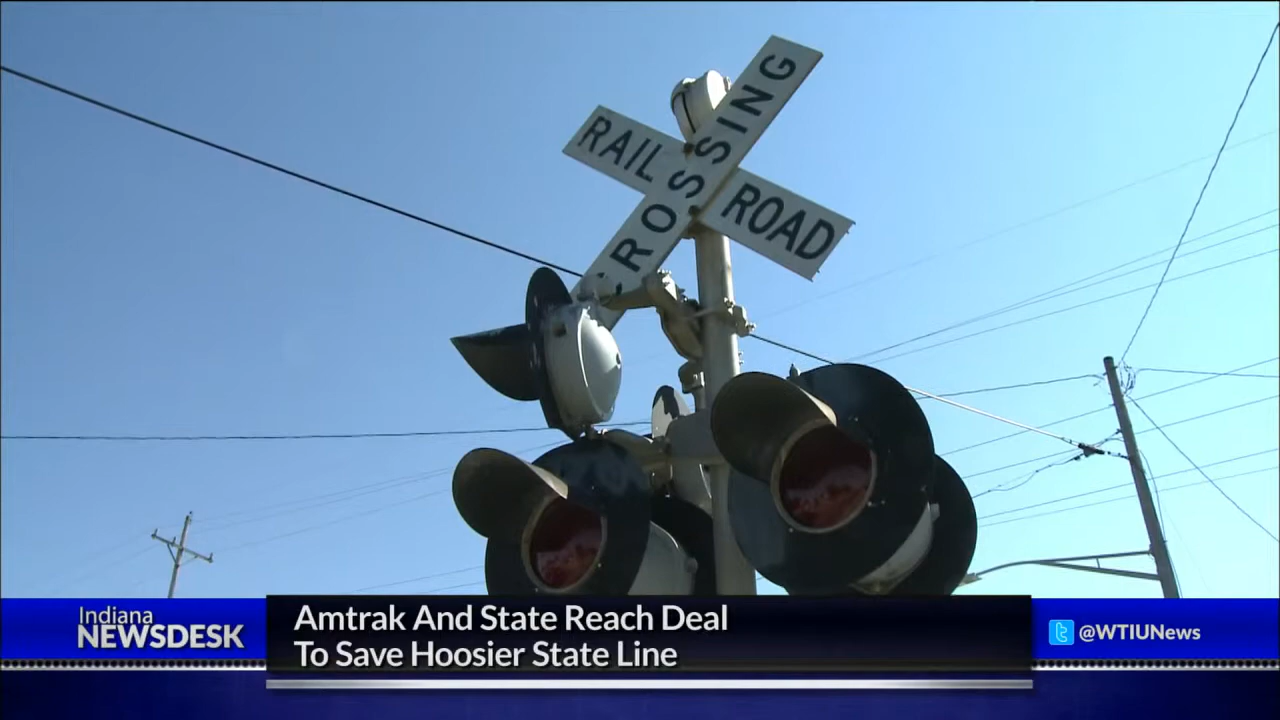 RAIL ROAD
CROSSING
Indiana
NEWSDESK
Amtrak And State Reach Deal
To Save Hoosier State Line
@WTIUNews